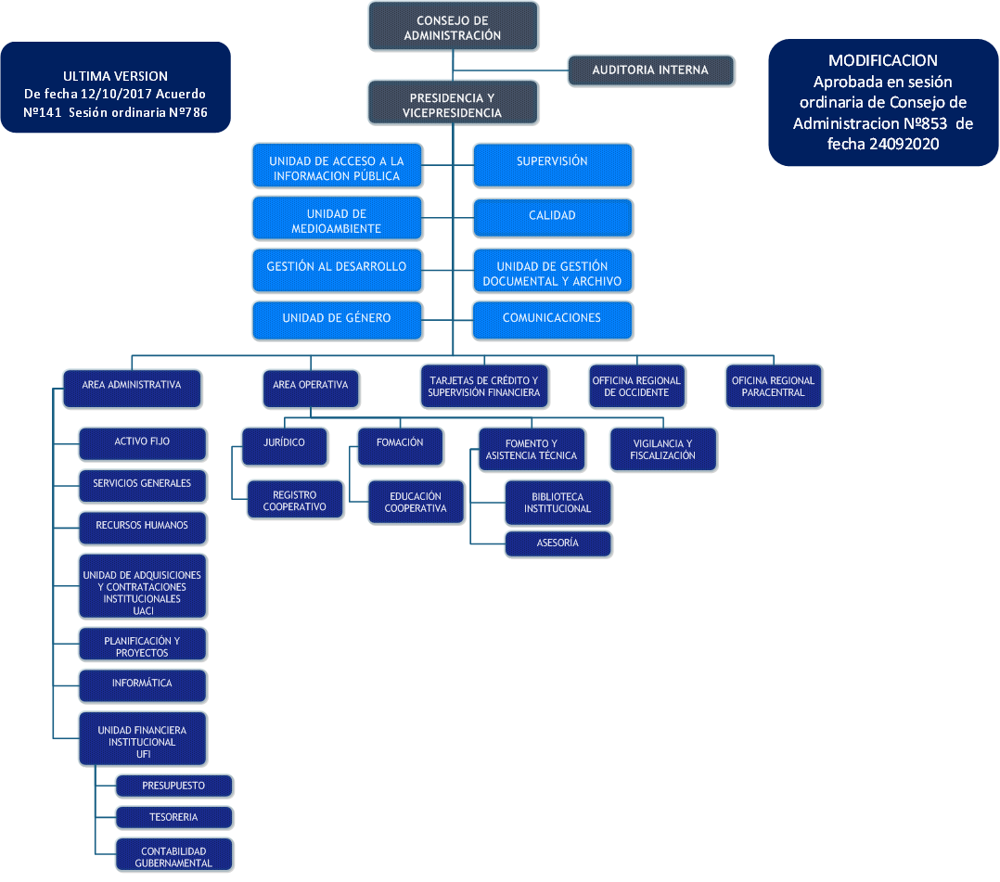 CONSEJO DE
ADMINISTRACIÓN
AUDITORIA INTERNA
ULTIMA VERSION
De fecha 12/10/2017 Acuerdo
Nº141 Sesión ordinaria Nº786
MODIFICACION
Aprobada en sesión
ordinaria de Consejo de
Administracion Nº853 de
fecha 24092020
PRESIDENCIA Y
VICEPRESIDENCIA
UNIDAD DE ACCESO A LA
INFORMACION PÚBLICA
SUPERVISIÓN
UNIDAD DE
MEDIOAMBIENTE
CALIDAD
GESTIÓN AL DESARROLLO
UNIDAD DE GESTIÓN
DOCUMENTAL Y ARCHIVO
UNIDAD DE GÉNERO
COMUNICACIONES
AREA ADMINISTRATIVA
AREA OPERATIVA
TARJETAS DE CRÉDITO Y
SUPERVISIÓN FINANCIERA
OFFICINA REGIONAL
DE OCCIDENTE
OFICINA REGIONAL
PARACENTRAL
ACTIVO FIJO
SERVICIOS GENERALES
RECURSOS HUMANOS
UNIDAD DE ADQUISICIONES
Y CONTRATACIONES
INSTITUCIONALES
UACI
PLANIFICACIÓN Y
PROYECTOS
INFORMÁTICA
UNIDAD FINANCIERA
INSTITUCIONAL
UFI
PRESUPUESTO
TESORERIA
CONTABILIDAD
GUBERNAMENTAL
JURÍDICO
REGISTRO
COOPERATIVO
FOMACIÓN
EDUCACIÓN
COOPERATIVA
FOMENTO Y
ASISTENCIA TÉCNICA
BIBLIOTECA
INSTITUCIONAL
ASESORÍA
VIGILANCIA Y
FISCALIZACIÓN